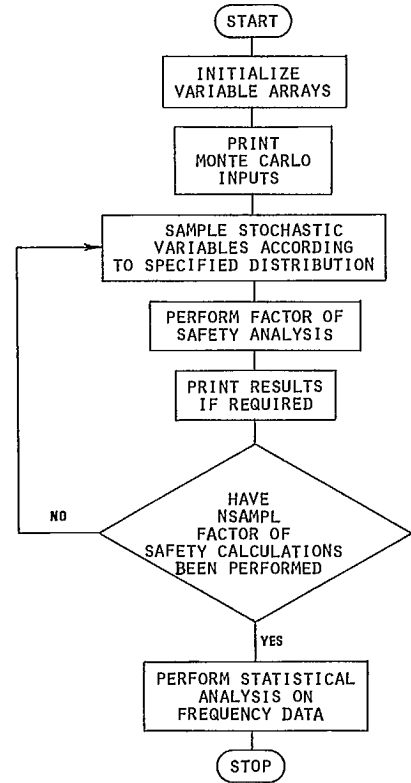 START
INITIALIZE
VARIABLE ARRAYS
PRINT
MONTE CARLO
INPUTS
SAMPLE STOCHASTIC
VARIABLES ACCORDING
TO SPECIFIED DISTRIBUTION
PERFORM FACTOR OF
SAFETY ANALYSIS
PRINT RESULTS
IF REQUIRED
HAVE
NSAMPL
FACTOR OF
SAFETY CALCULATIONS
BEEN PERFORMED
NO
YES
PERFORM STATISTICAL
ANALYSIS ON
FREQUENCY DATA
STOP